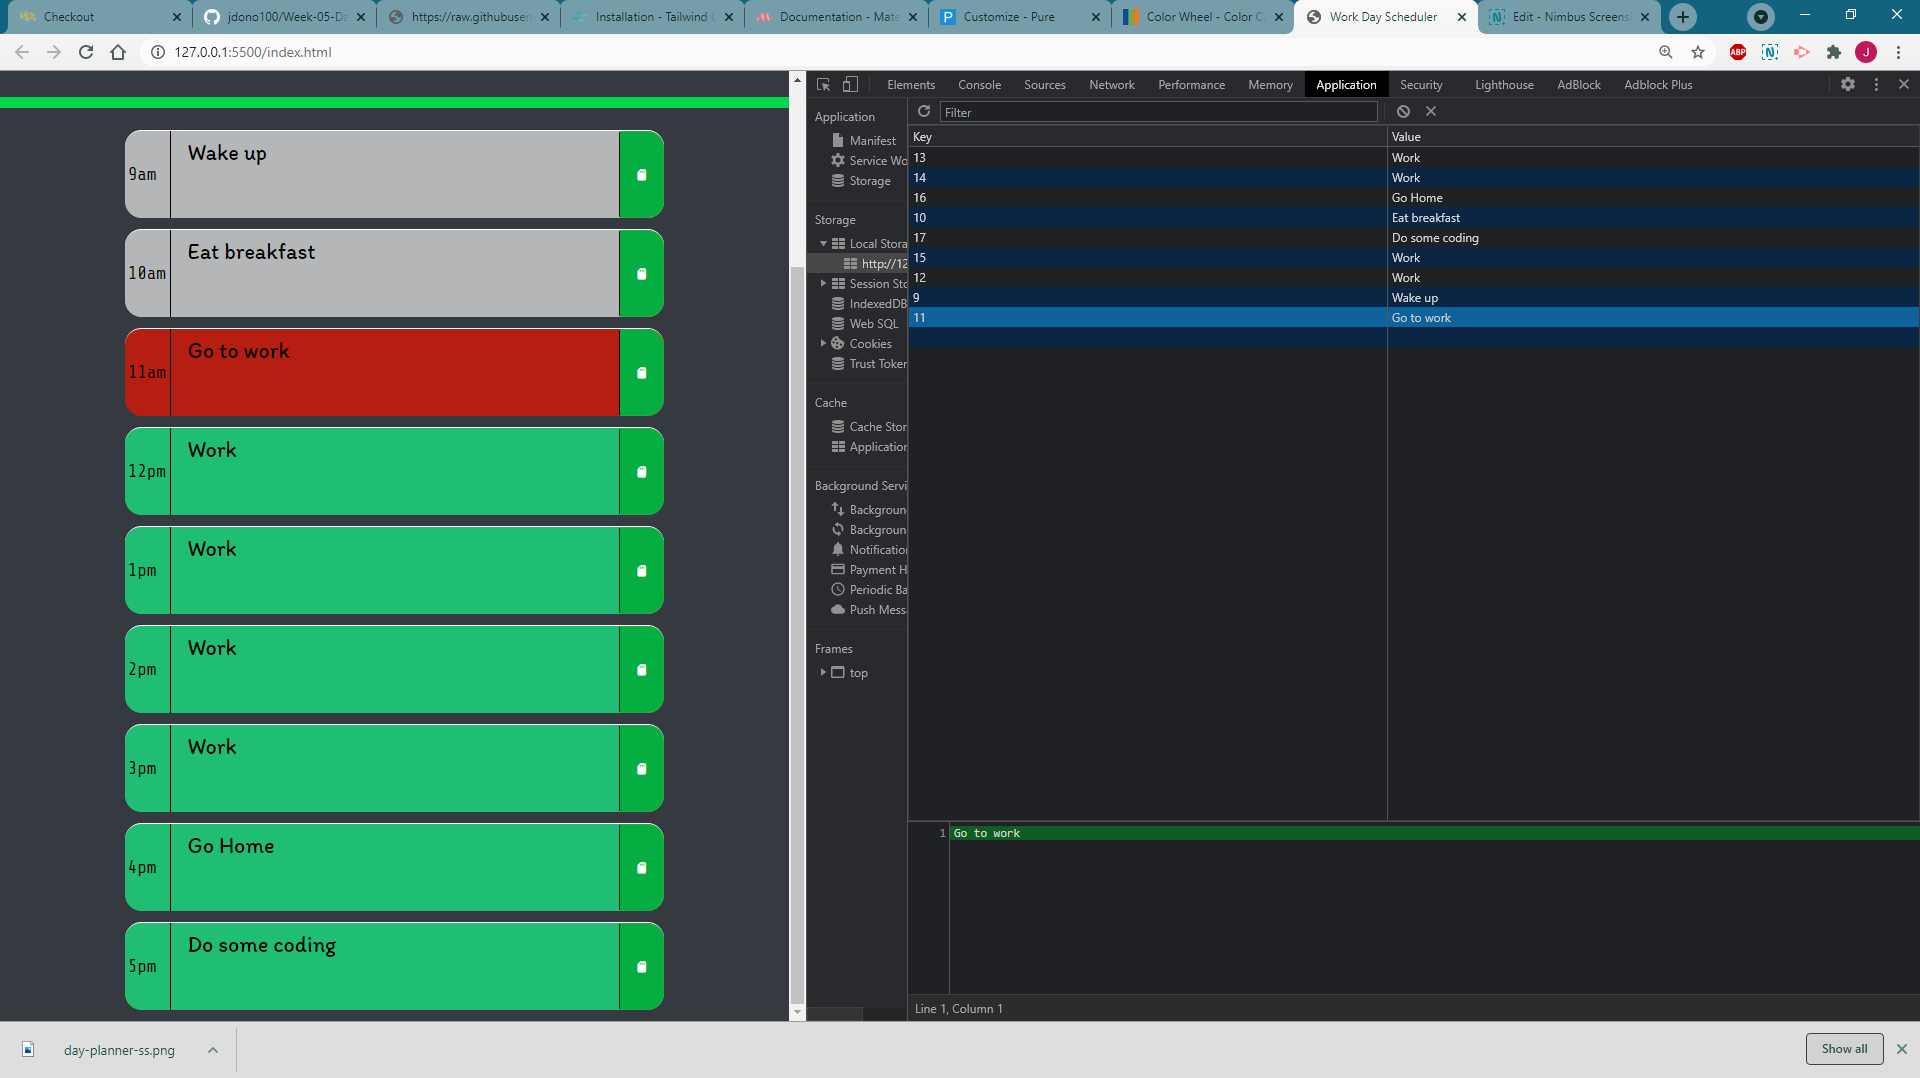 Checkout
jdono100/Week-05-Da
https://raw.githubuser
Installation - Tailwind C
Documentation - Mate
Customize - Pure
Color Wheel - Color C
Work Day Scheduler
Edit - Nimbus Screens
127.0.0.1:5500/index.html
ABP
N
J
Elements
Console
Sources
Network
Performance
Memory
Application
Security
Lighthouse
AdBlock
Adblock Plus
9am
Wake up
10am
Eat breakfast
11am
Go to work
12pm
Work
1pm
Work
2pm
Work
3pm
Work
4pm
Go Home
5pm
Do some coding
Application
Manifest
Service Wo
Storage
Storage
Local Stora
http://12
Session Sto
IndexedDB
Web SQL
Cookies
Trust Token
Cache
Cache Stor
Application
Background Servi
Backgroun
Backgroun
Notificatio
Payment H
Periodic Ba
Push Mess
Frames
top
Filter
Key Value
13 Work
14 Work
16 Go Home
10 Eat breakfast
17 Do some coding
15 Work
12 Work
9 Wake up
11 Go to work
1 Go to work
Line 1, Column 1
day-planner-ss.png
Show all